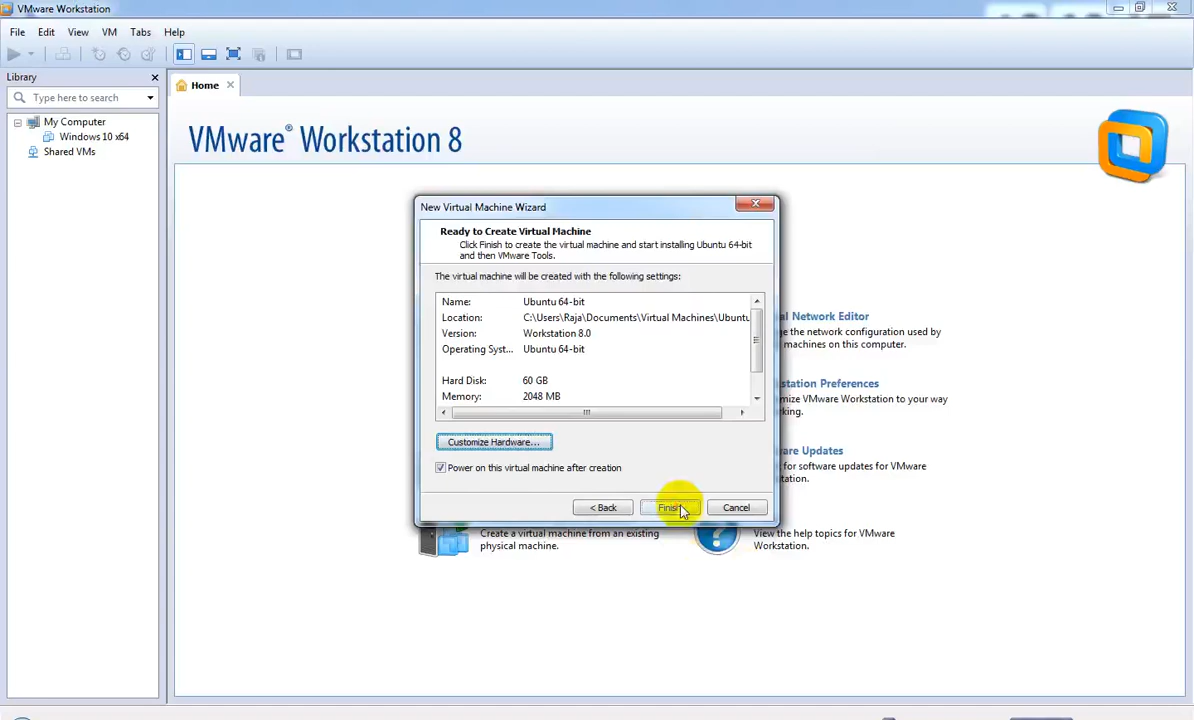 VMware Workstation
File Edit View VM Tabs Help
Library
Type here to search
Home
My Computer
Windows 10 x64
Shared VMs
VMware® Workstation 8
New Virtual Machine Wizard
Ready to Create Virtual Machine
Click Finish to create the virtual machine and start installing Ubuntu 64-bit
and then VMware Tools.
The virtual machine will be created with the following settings:
Name: Ubuntu 64-bit
Location: C:\Users\Raja\Documents\Virtual Machines\Ubuntu
Version: Workstation 8.0
Operating Syst... Ubuntu 64-bit
Hard Disk: 60 GB
Memory: 2048 MB
Customize Hardware...
Power on this virtual machine after creation
< Back Finish Cancel
al Network Editor
ge the network configuration used by
machines on this computer.
station Preferences
mize VMware Workstation to your way
king.
are Updates
for software updates for VMware
station.
Create a virtual machine from an existing
physical machine.
View the help topics for VMware
Workstation.